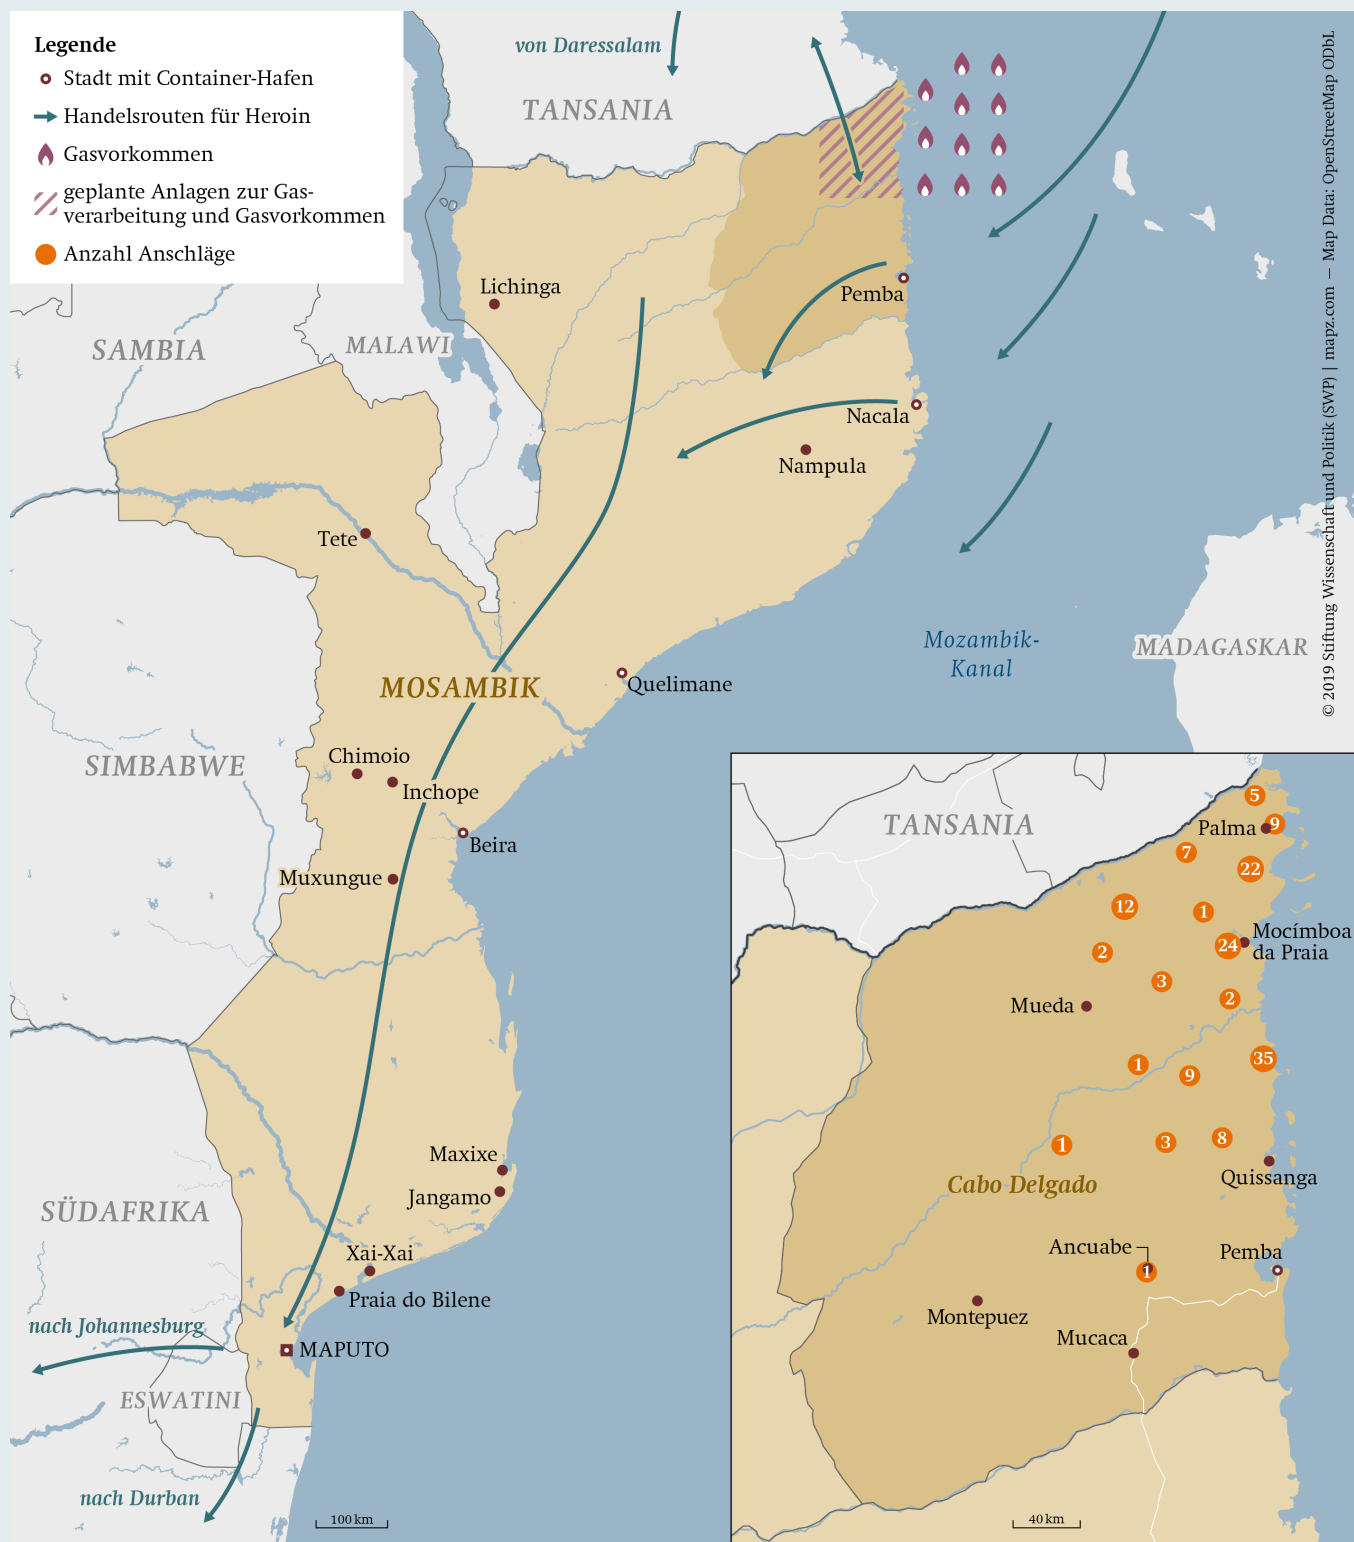 Legende
Stadt mit Container-Hafen
Handelsrouten für Heroin
Gasvorkommen
geplante Anlagen zur Gas-
verarbeitung und Gasvorkommen
Anzahl Anschläge
von Daressalam
TANSANIA
Lichinga
SAMBIA
MALAWI
Pemba
Nacala
Nampula
Tete
Mozambik-
Kanal
MADAGASKAR
MOSAMBIK
Quelimane
SIMBABWE
Chimoio
Inchope
Beira
Muxungue
Maxixe
Jangamo
SÜDAFRIKA
Xai-Xai
Praia do Bilene
nach Johannesburg
MAPUTO
ESWATINI
nach Durban
100 km
© 2019 Stiftung Wissenschaft und Politik (SWP) | mapz.com – Map Data: OpenStreetMap ODbL
TANSANIA
5
Palma
9
7
22
12
1
Mocímboa
da Praia
24
2
3
2
Mueda
1
9
35
1
3
8
Cabo Delgado
Quissanga
Ancuabe
1
Pemba
Montepuez
Mucaca
40 km